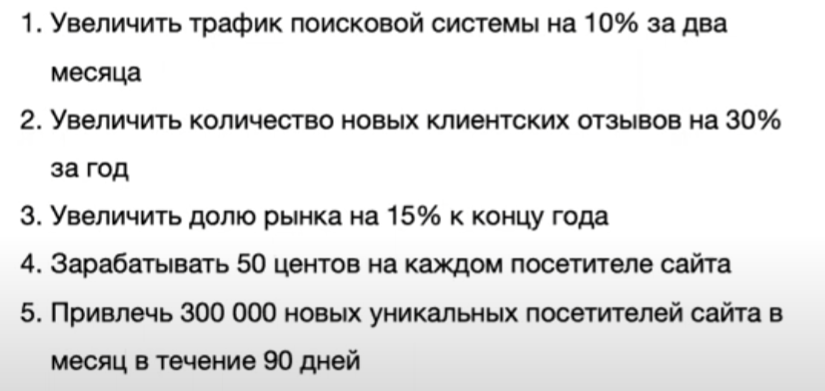 1. Увеличить трафик поисковой системы на 10% за два
месяца
2. Увеличить количество новых клиентских отзывов на 30%
за год
3. Увеличить долю рынка на 15% к концу года
4. Зарабатывать 50 центов на каждом посетителе сайта
5. Привлечь 300 000 новых уникальных посетителей сайта в
месяц в течение 90 дней